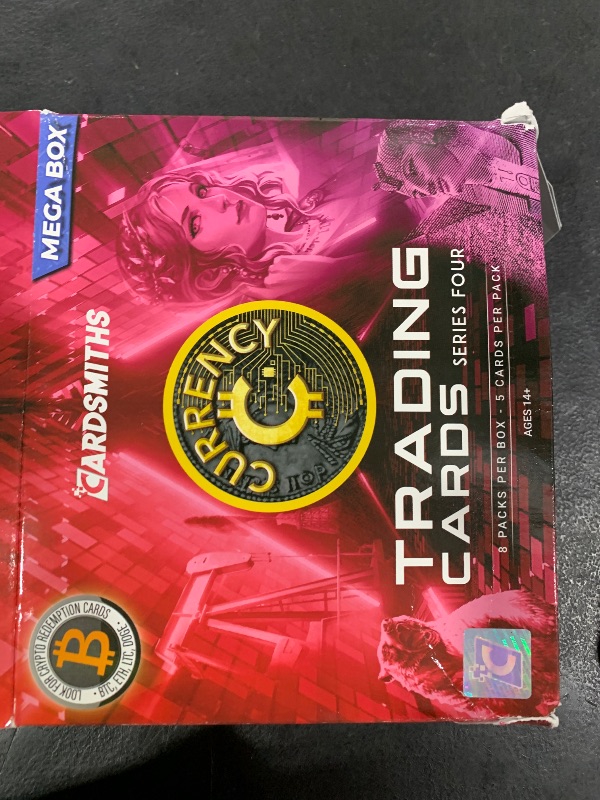 MEGA BOX
CARDSMITHS
CURRENCY
TRADING
CARDS SERIES FOUR
8 PACKS PER BOX - 5 CARDS PER PACK
AGES 14+
LOOK FOR CRYPTO REDEMPTION CARDS
• BTC, ETH, LTC, DOGE •